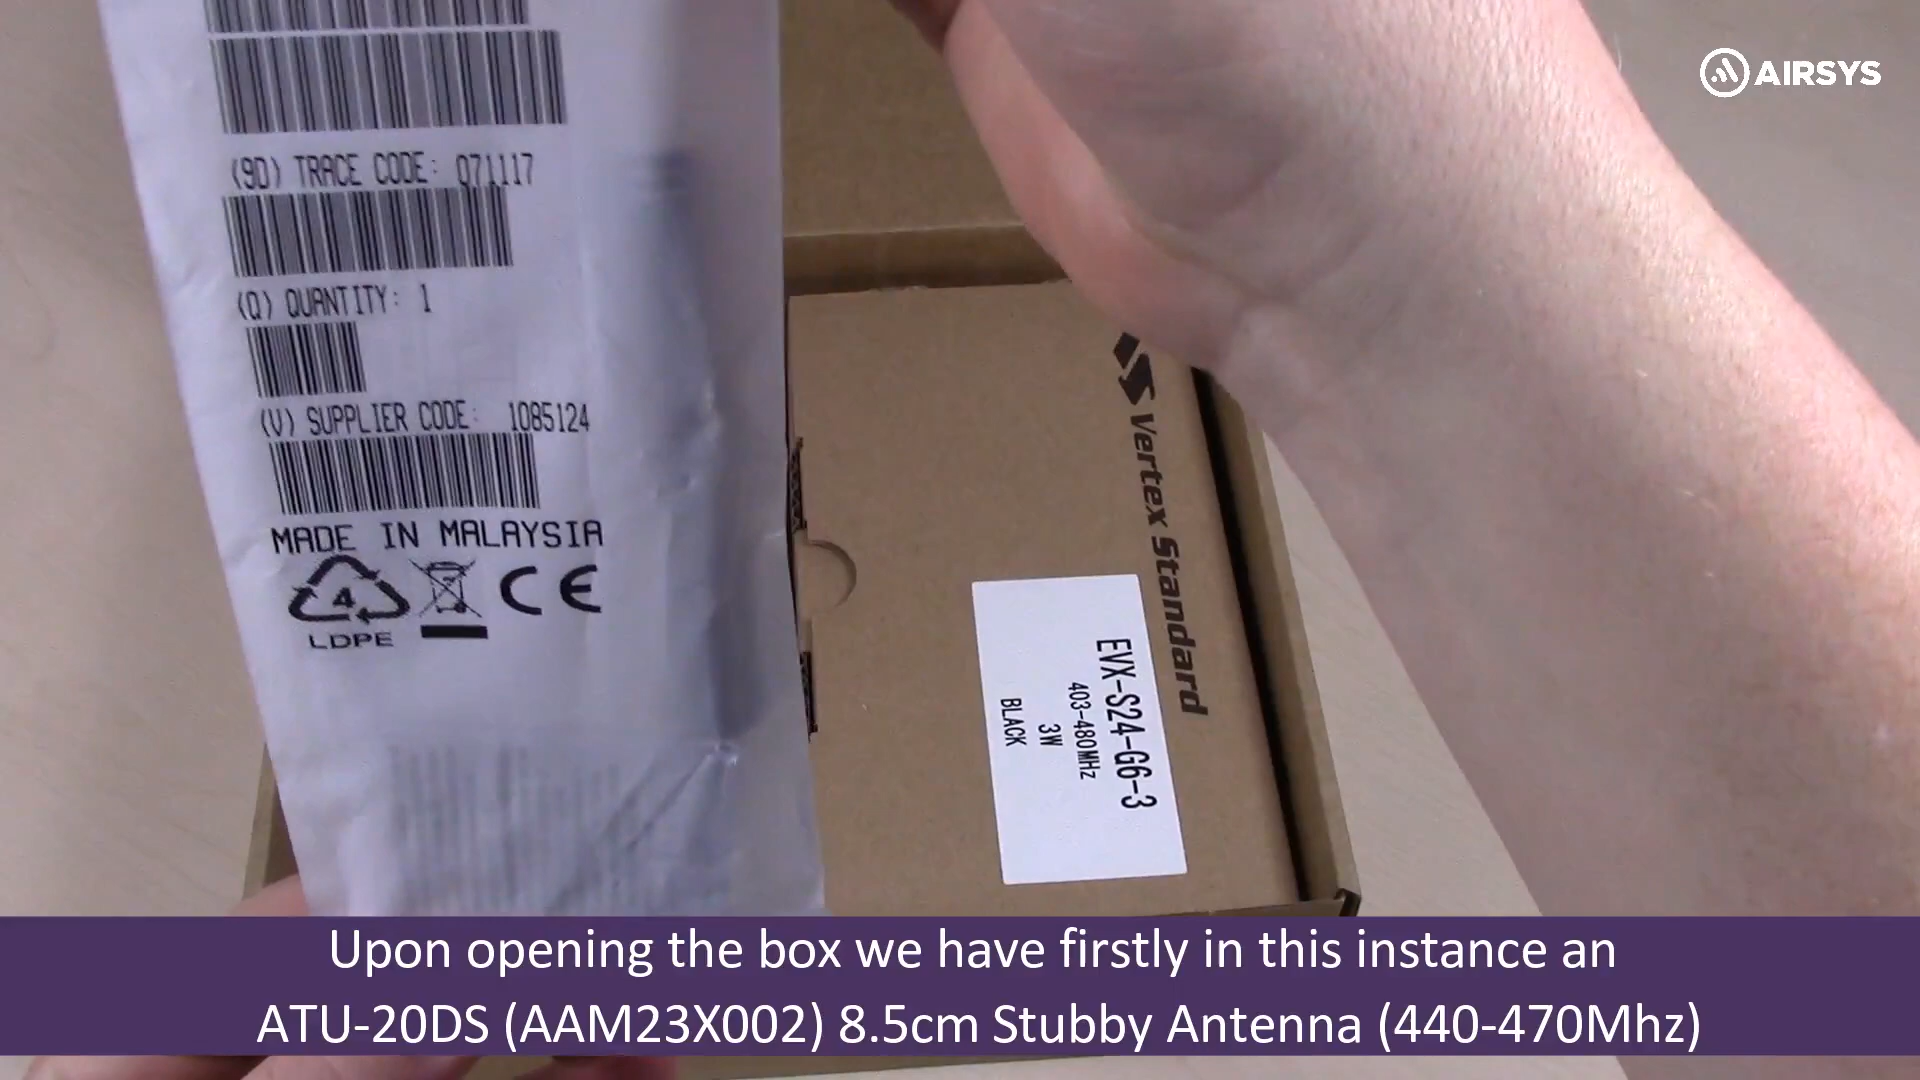 AIRSYS
(9D) TRACE CODE: Q71117
(Q) QUANTITY: 1
(V) SUPPLIER CODE: 1085124
MADE IN MALAYSIA
4
LDPE
CE
Vertex Standard
EVX-S24-G6-3
403-480MHz
3W
BLACK
Upon opening the box we have firstly in this instance an
ATU-20DS (AAM23X002) 8.5cm Stubby Antenna (440-470Mhz)